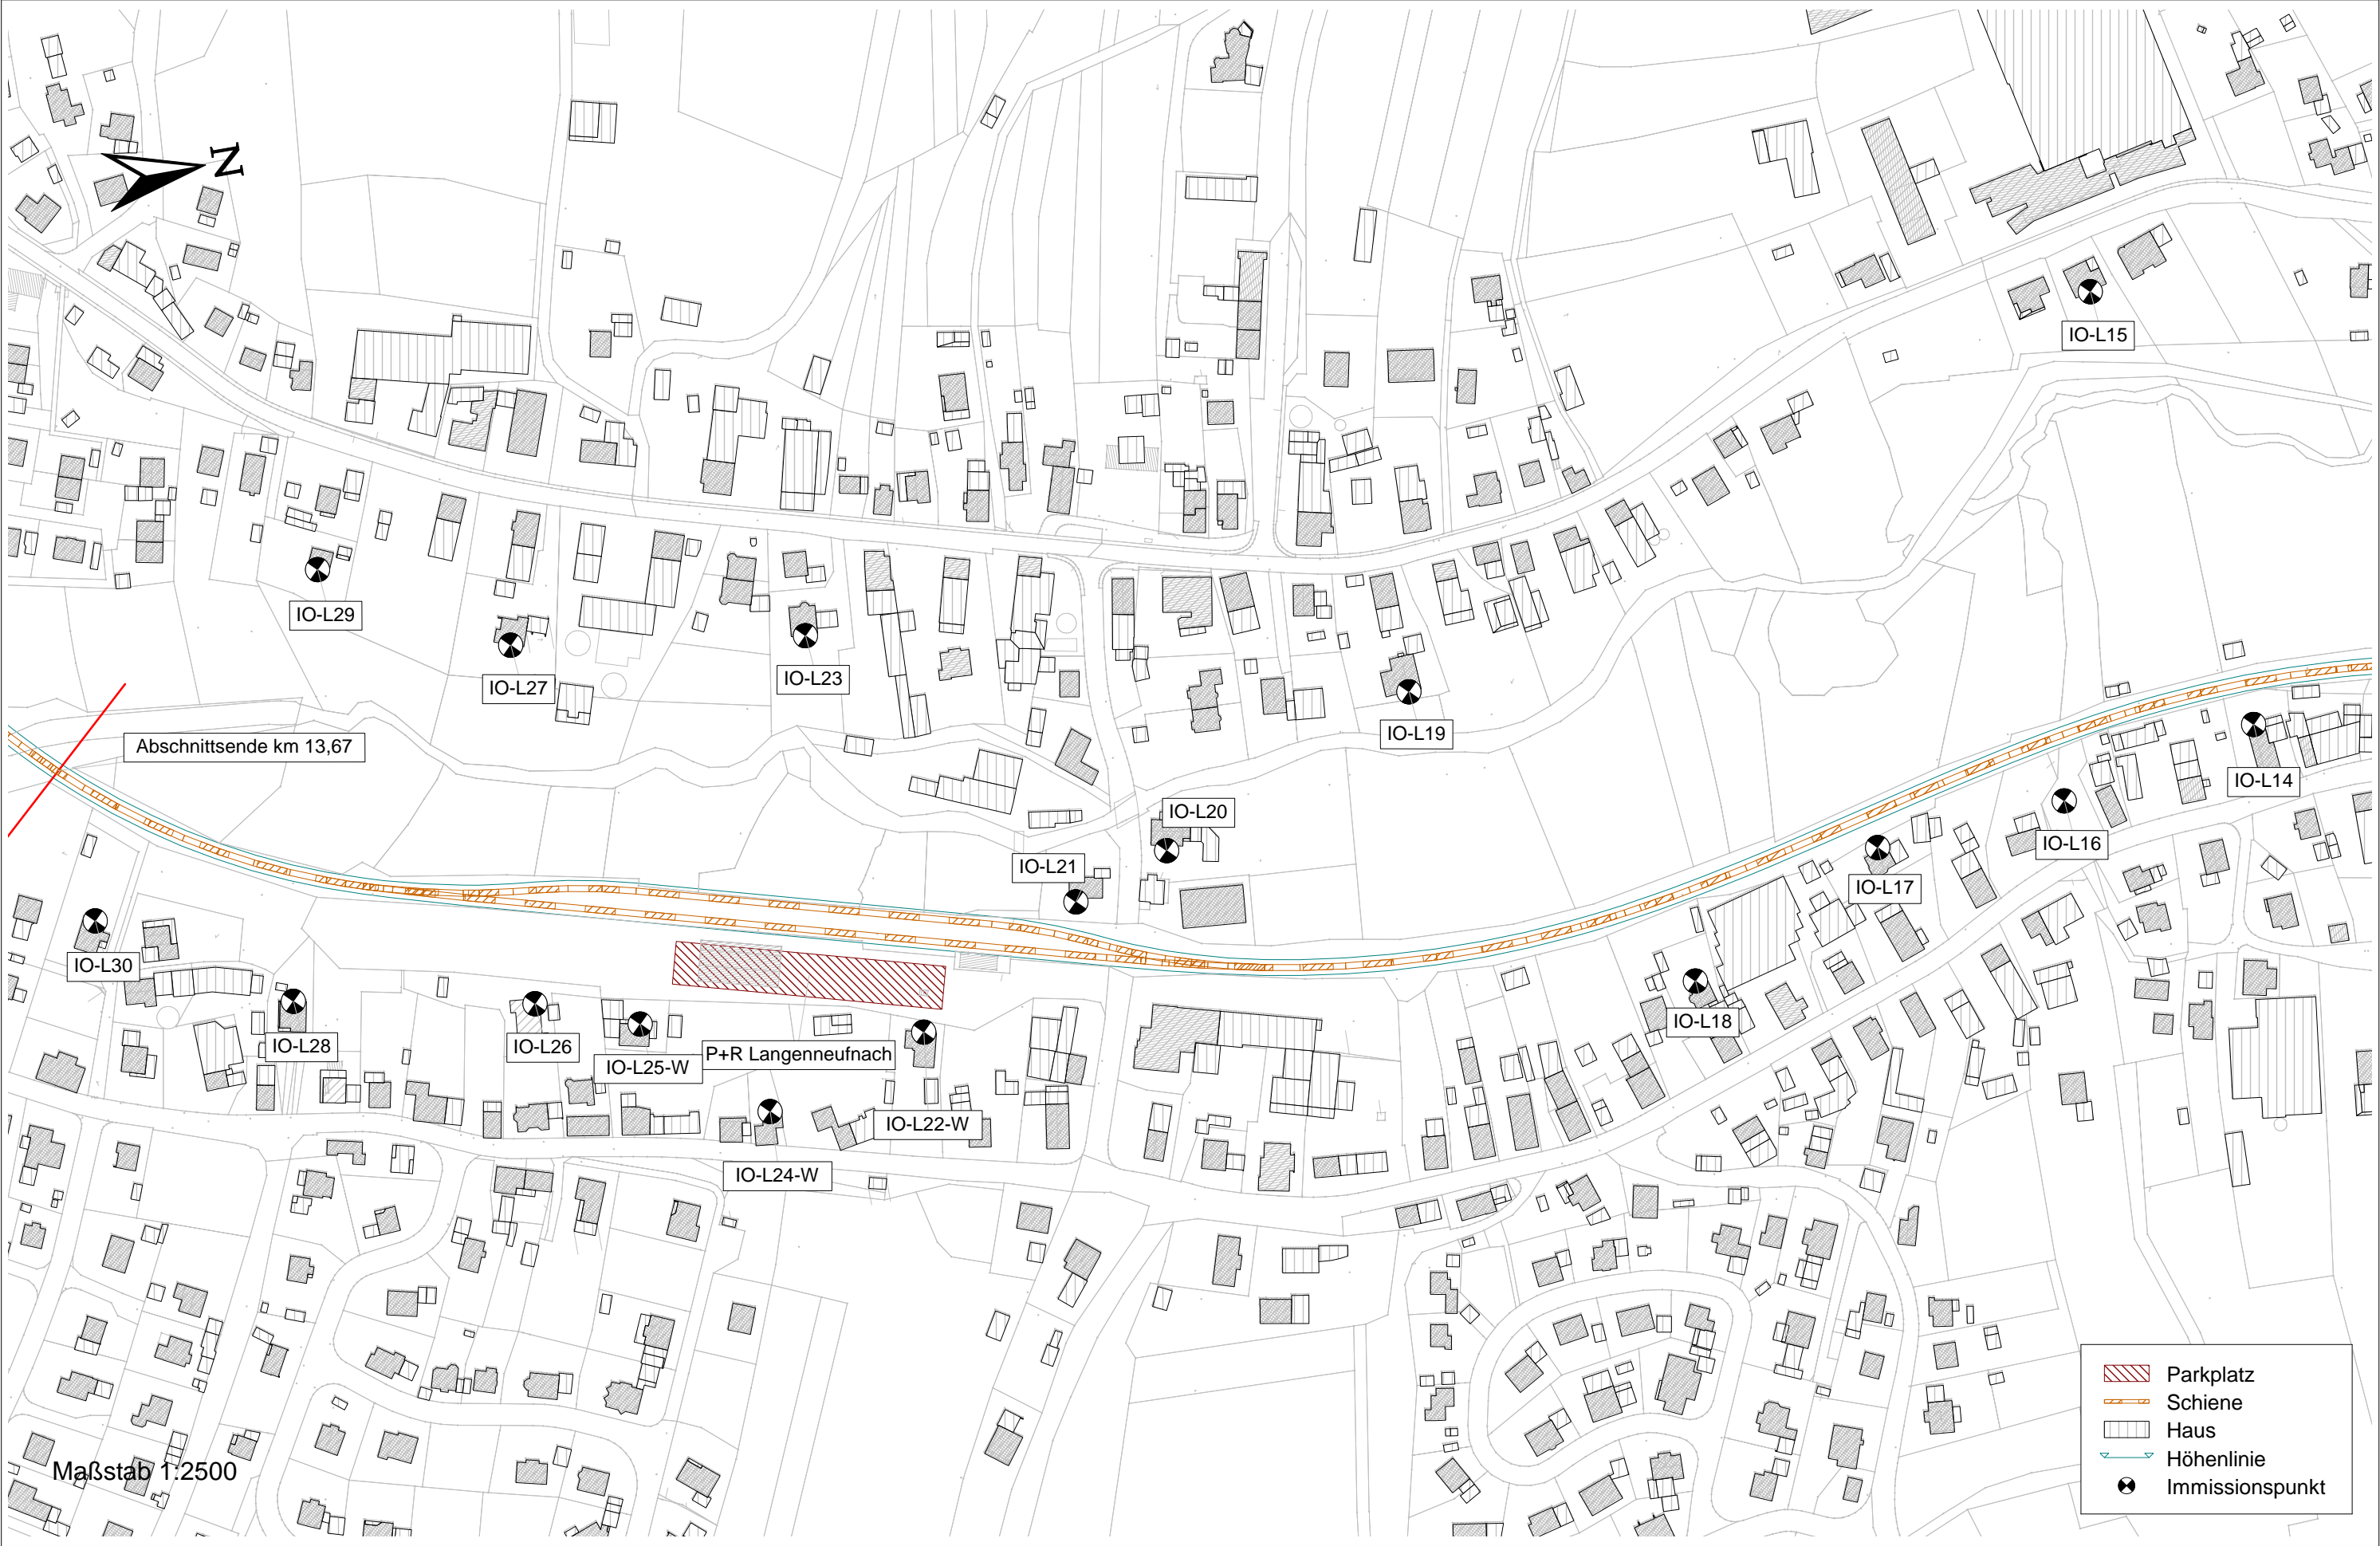 N
IO-L15
IO-L29
IO-L27
IO-L23
IO-L19
Abschnittsende km 13,67
IO-L14
IO-L20
IO-L16
IO-L21
IO-L17
IO-L30
IO-L18
IO-L28
IO-L26
P+R Langenneufnach
IO-L25-W
IO-L22-W
IO-L24-W
Parkplatz
Schiene
Haus
Höhenlinie
Immissionspunkt
Maßstab 1:2500